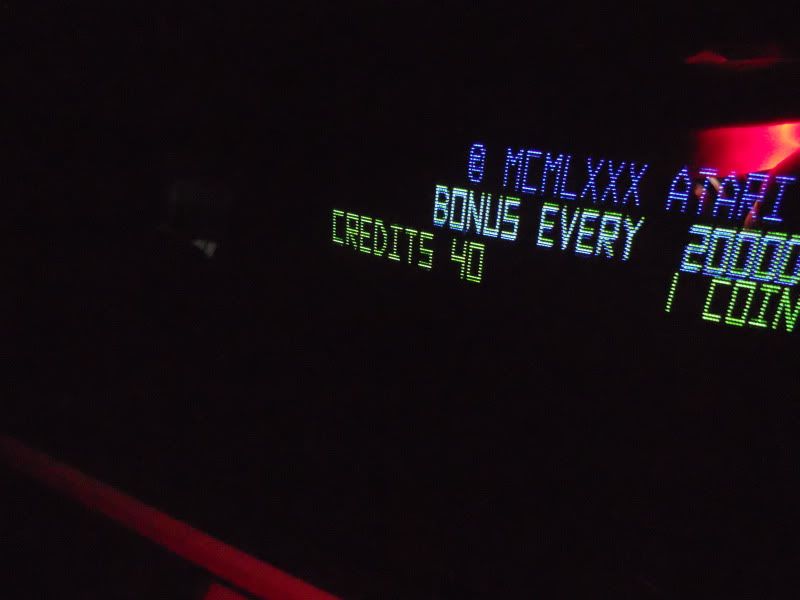 © MCMLXXX ATARI
BONUS EVERY 20000
CREDITS 40 1 COIN